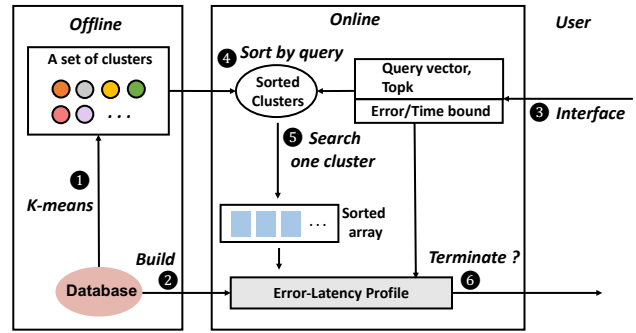 Offline
Online
User
A set of clusters
. . .
4 Sort by query
Sorted
Clusters
Query vector,
Topk
Error/Time bound
3 Interface
5 Search
one cluster
1
K-means
...
Sorted
array
Build
2
Database
Error-Latency Profile
Terminate ?
6